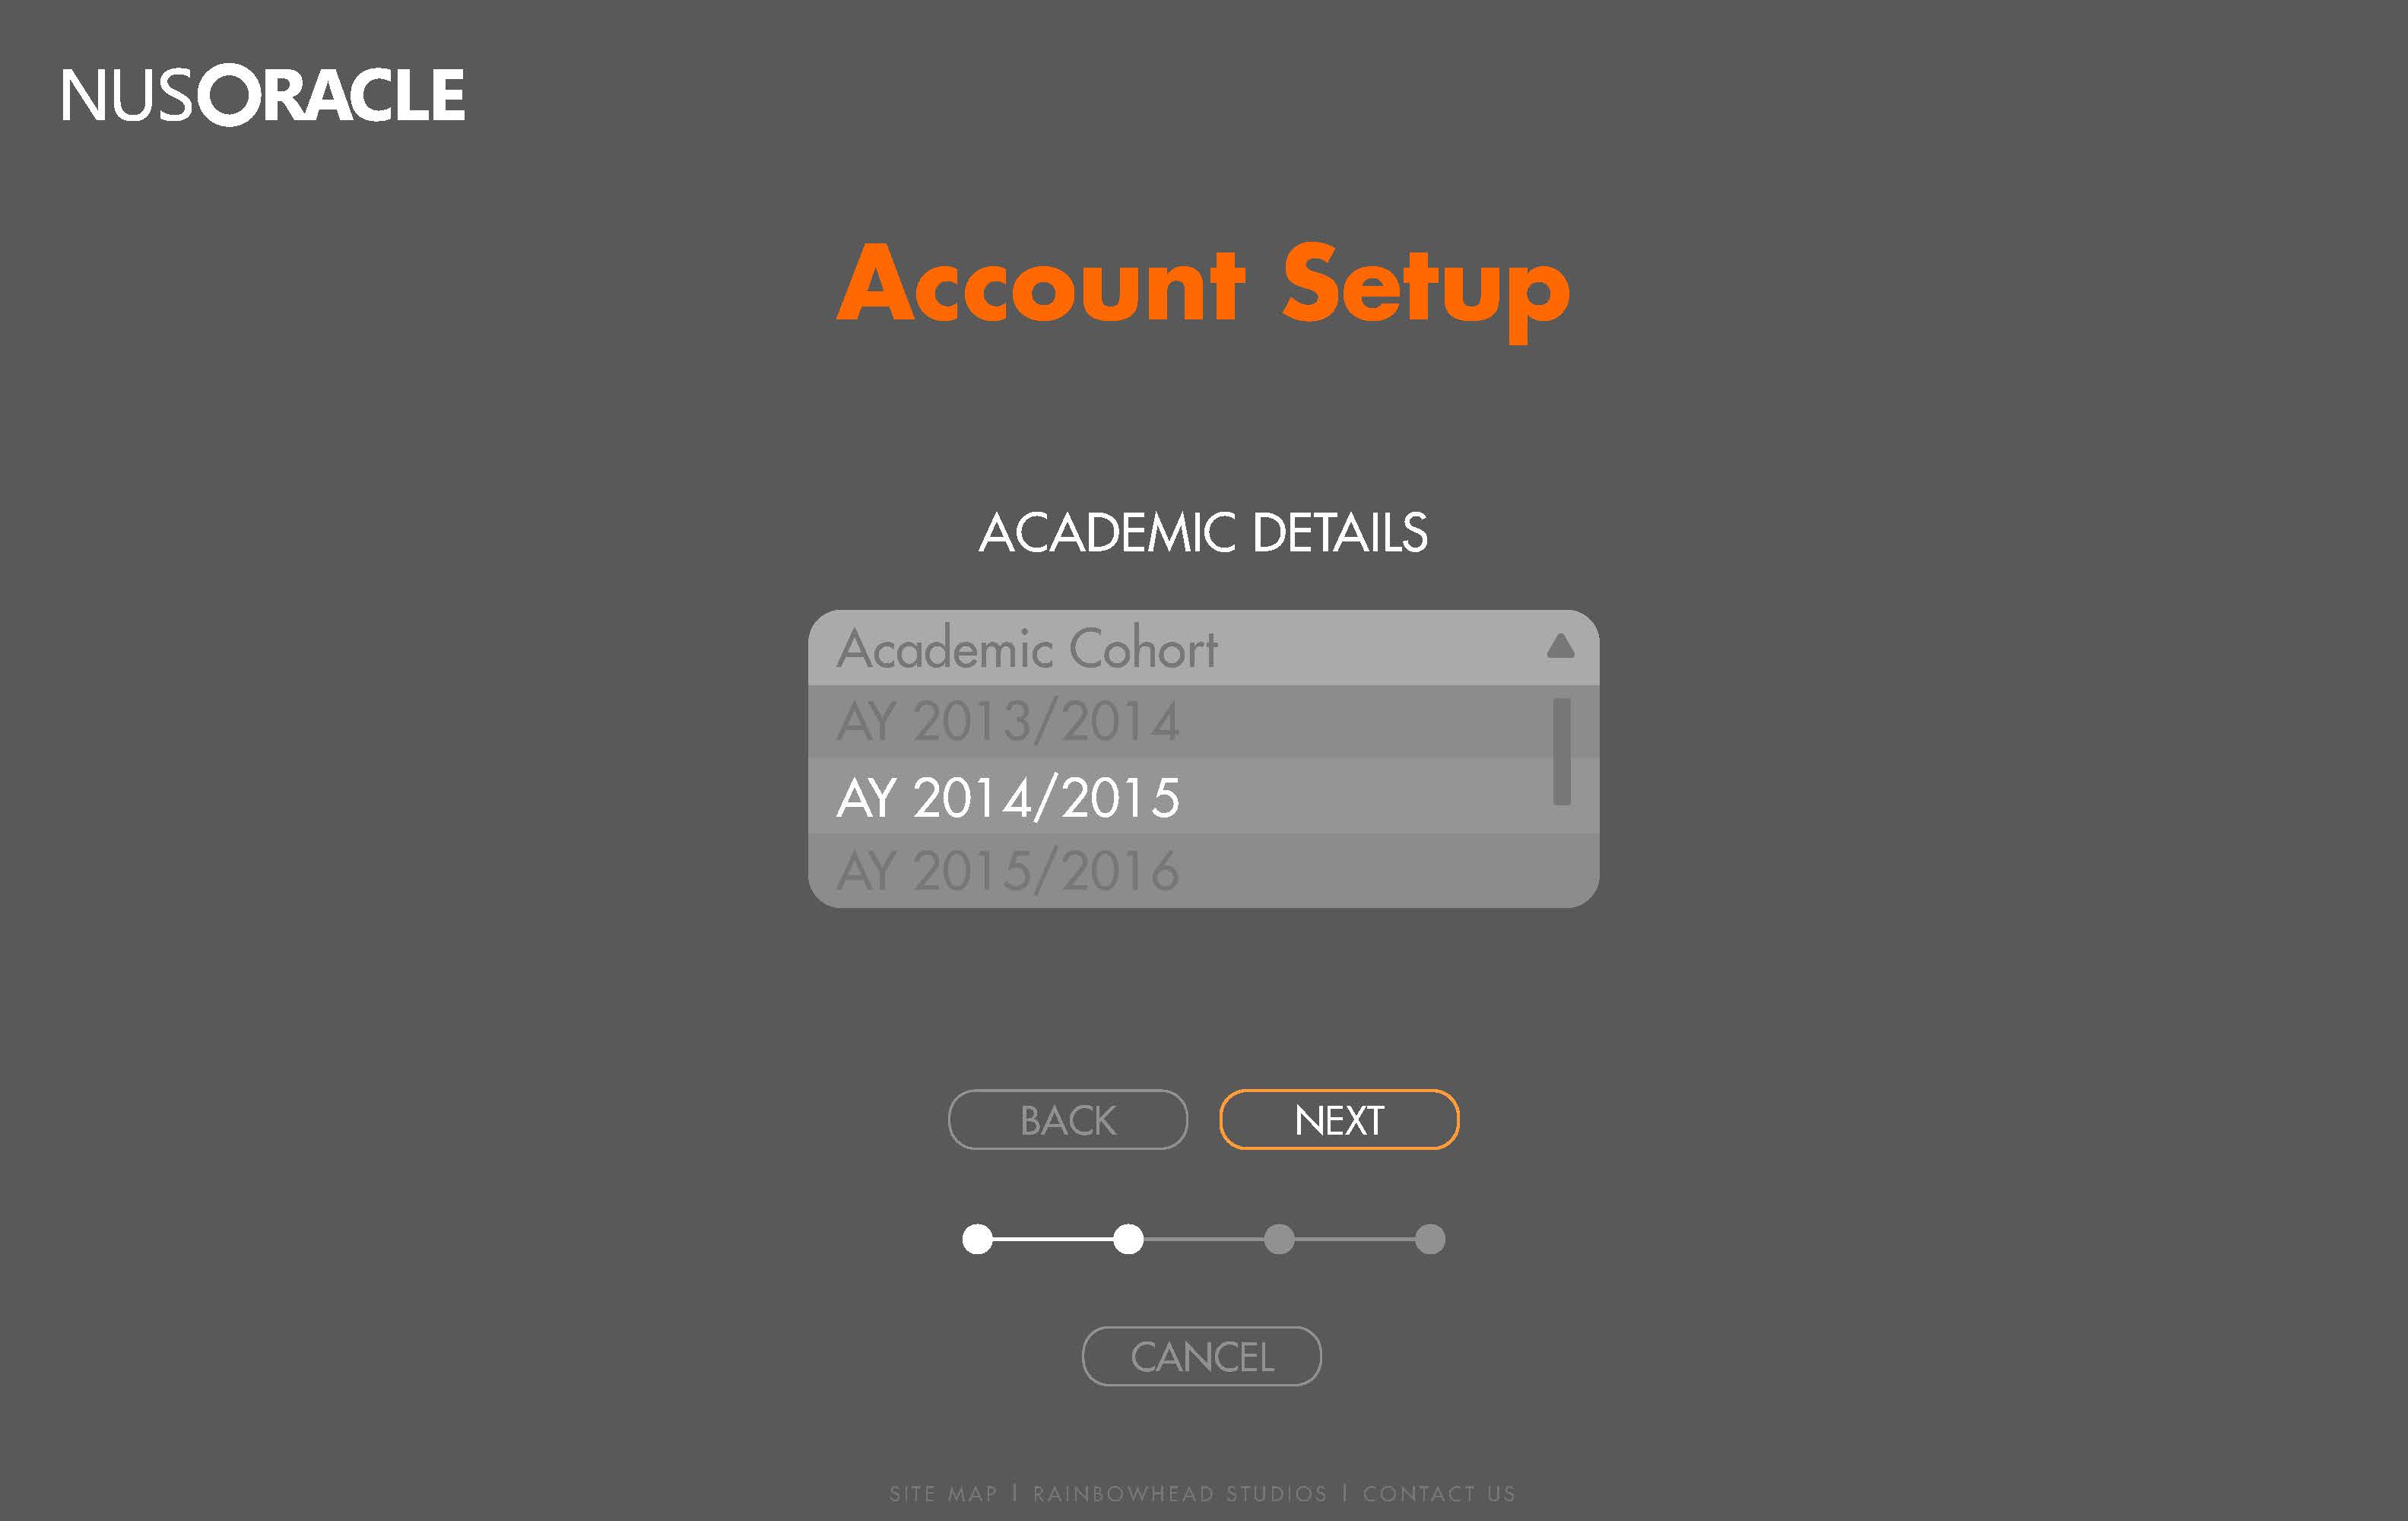 NUSORACLE
Account Setup
ACADEMIC DETAILS
Academic Cohort
AY 2013/2014
AY 2014/2015
AY 2015/2016
BACK NEXT
CANCEL
SITE MAP | RAINBOWHEAD STUDIOS | CONTACT US